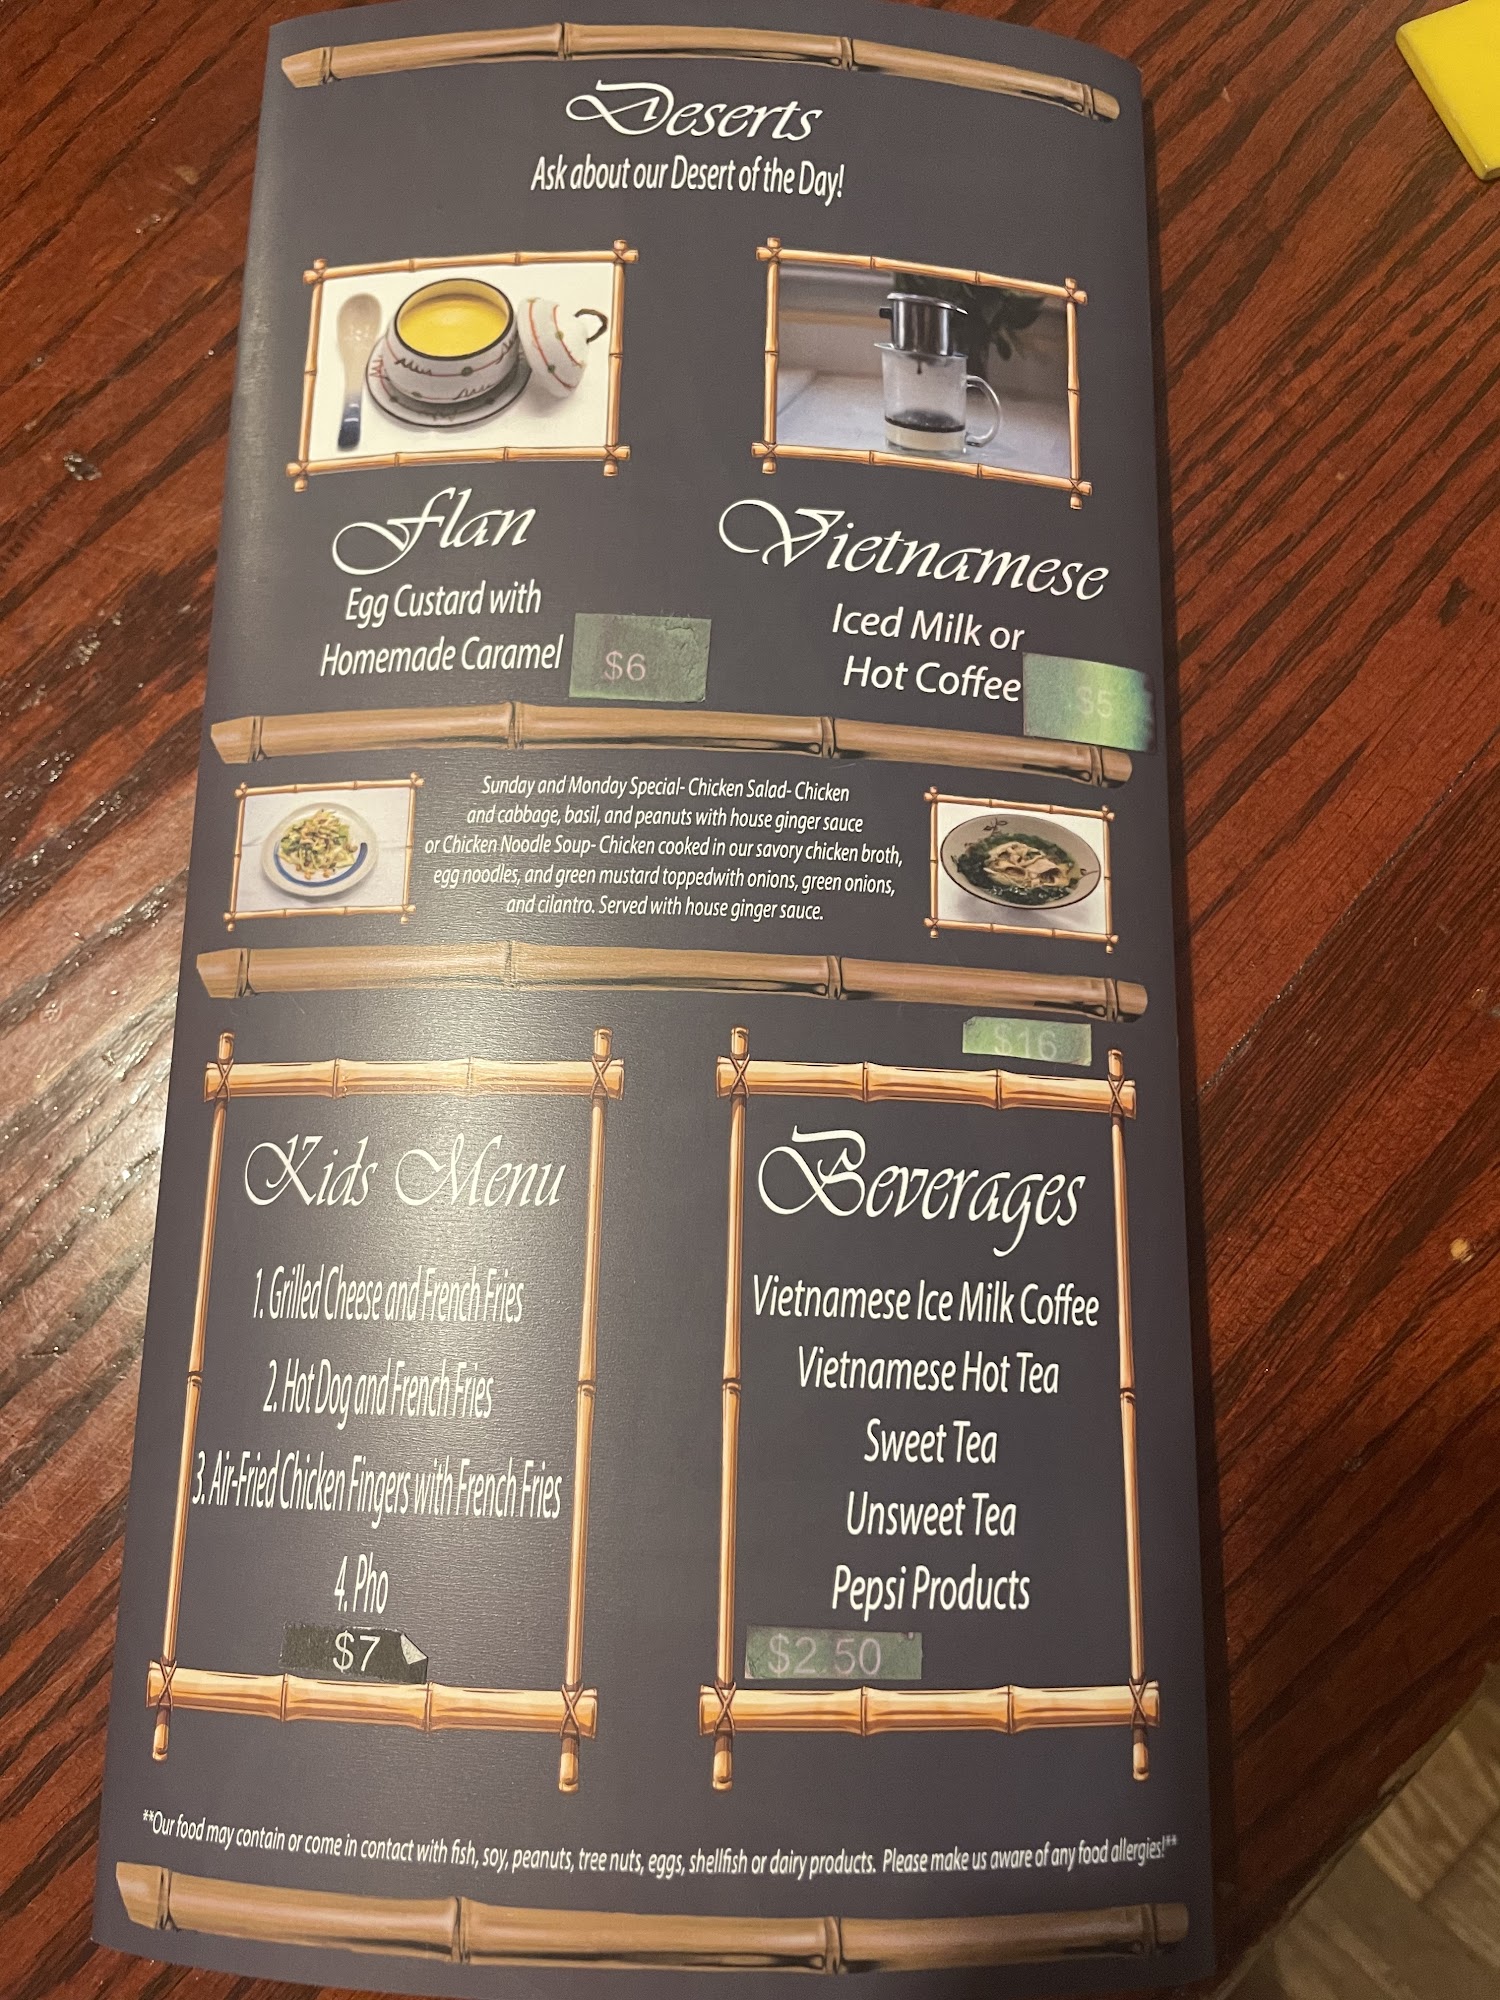 Deserts
Ask about our Desert of the Day!
Flan
Egg Custard with
Homemade Caramel
$6
Vietnamese
Iced Milk or
Hot Coffee
$5
Sunday and Monday Special- Chicken Salad- Chicken
and cabbage, basil, and peanuts with house ginger sauce
or Chicken Noodle Soup- Chicken cooked in our savory chicken broth,
egg noodles, and green mustard toppedwith onions, green onions,
and cilantro. Served with house ginger sauce.
$16
Kids Menu
1. Grilled Cheese and French Fries
2. Hot Dog and French Fries
3. Air-Fried Chicken Fingers with French Fries
4. Pho
$7
Beverages
Vietnamese Ice Milk Coffee
Vietnamese Hot Tea
Sweet Tea
Unsweet Tea
Pepsi Products
$2.50
**Our food may contain or come in contact with fish, soy, peanuts, tree nuts, eggs, shellfish or dairy products. Please make us aware of any food allergies!**